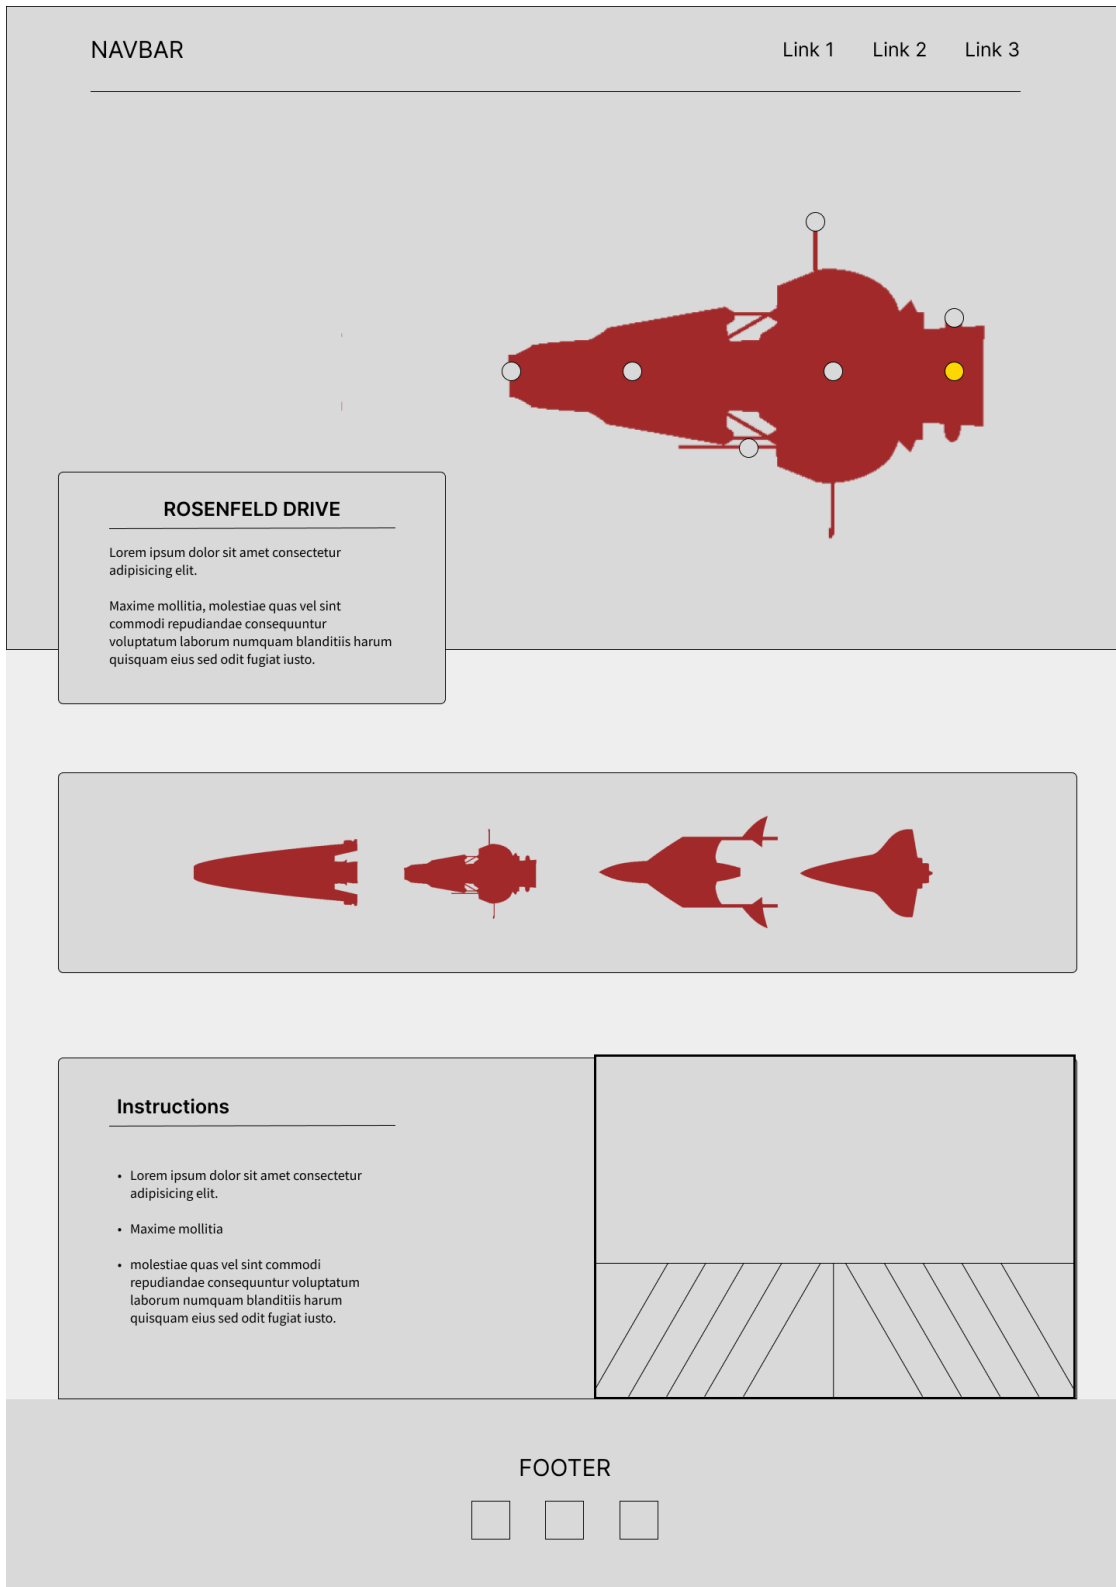 NAVBAR
Link 1
Link 2
Link 3
ROSENFELD DRIVE
Lorem ipsum dolor sit amet consectetur
adipisicing elit.
Maxime mollitia, molestiae quas vel sint
commodi repudiandae consequuntur
voluptatum laborum numquam blanditiis harum
quisquam eius sed odit fugiat iusto.
Instructions
• Lorem ipsum dolor sit amet consectetur
adipisicing elit.
• Maxime mollitia
• molestiae quas vel sint commodi
repudiandae consequuntur voluptatum
laborum numquam blanditiis harum
quisquam eius sed odit fugiat iusto.
FOOTER